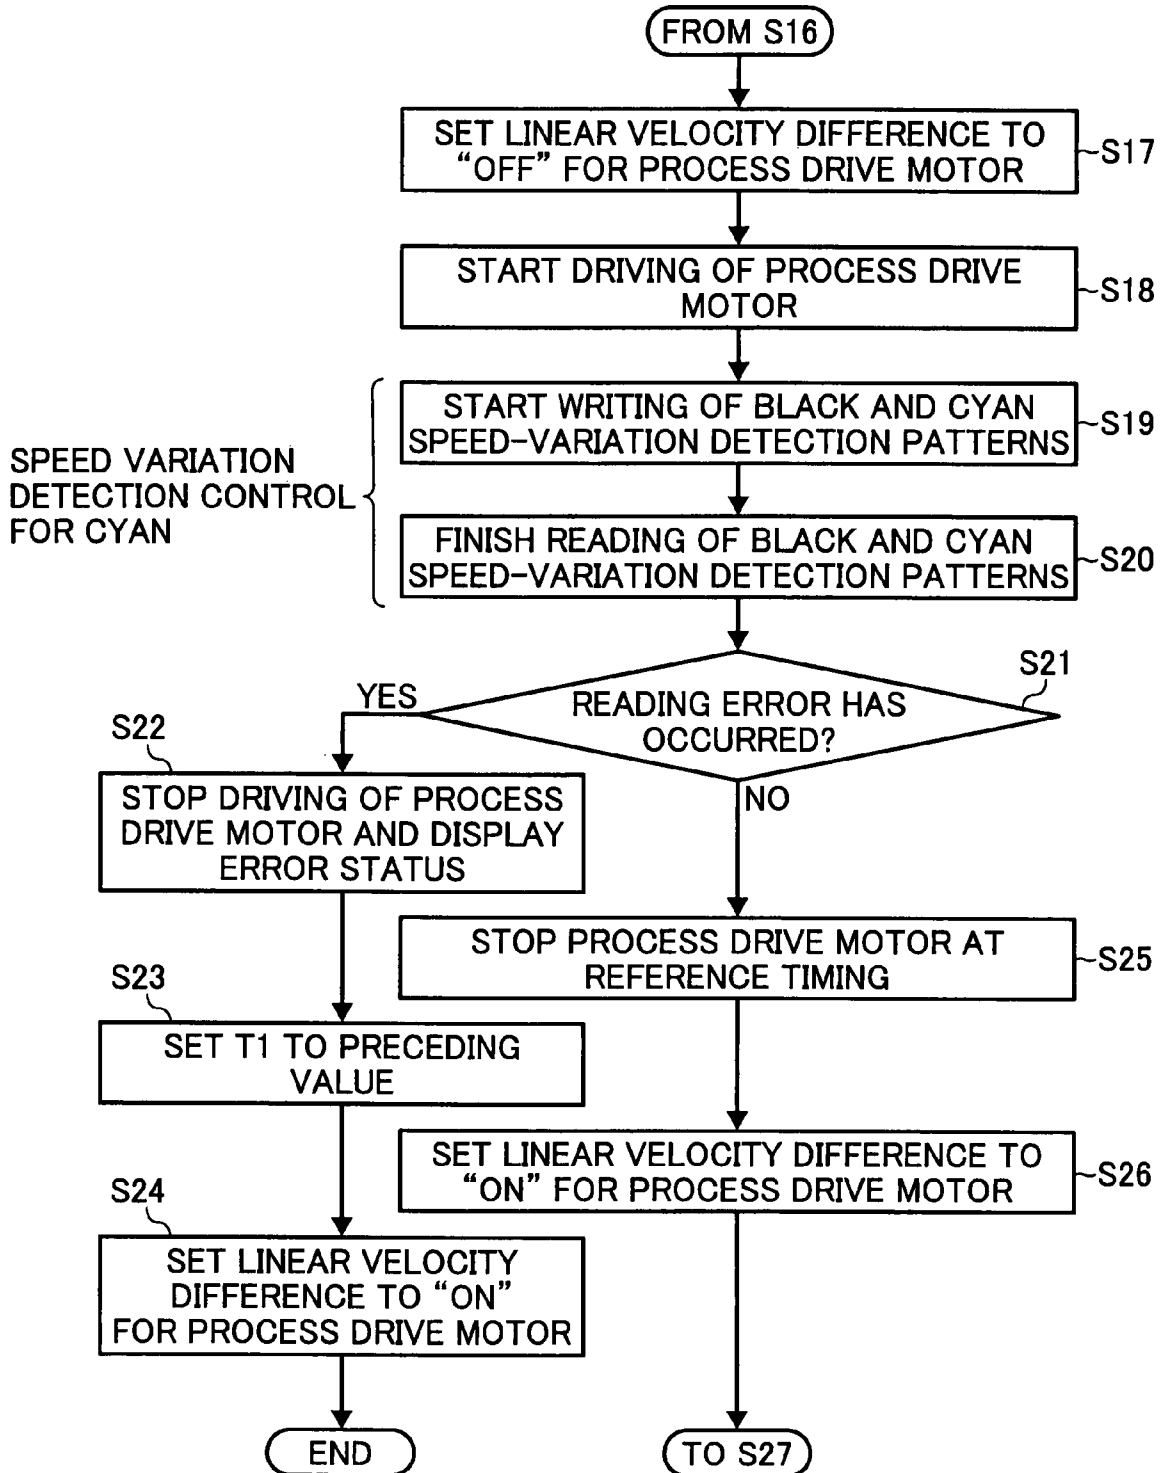 FROM S16
SET LINEAR VELOCITY DIFFERENCE TO
“OFF” FOR PROCESS DRIVE MOTOR
S17
START DRIVING OF PROCESS DRIVE
MOTOR
S18
SPEED VARIATION
DETECTION CONTROL
FOR CYAN
START WRITING OF BLACK AND CYAN
SPEED-VARIATION DETECTION PATTERNS
S19
FINISH READING OF BLACK AND CYAN
SPEED-VARIATION DETECTION PATTERNS
S20
S21
READING ERROR HAS
OCCURRED?
YES
NO
S22
STOP DRIVING OF PROCESS
DRIVE MOTOR AND DISPLAY
ERROR STATUS
S23
SET T1 TO PRECEDING
VALUE
S24
SET LINEAR VELOCITY
DIFFERENCE TO “ON”
FOR PROCESS DRIVE MOTOR
END
STOP PROCESS DRIVE MOTOR AT
REFERENCE TIMING
S25
SET LINEAR VELOCITY DIFFERENCE TO
“ON” FOR PROCESS DRIVE MOTOR
S26
TO S27